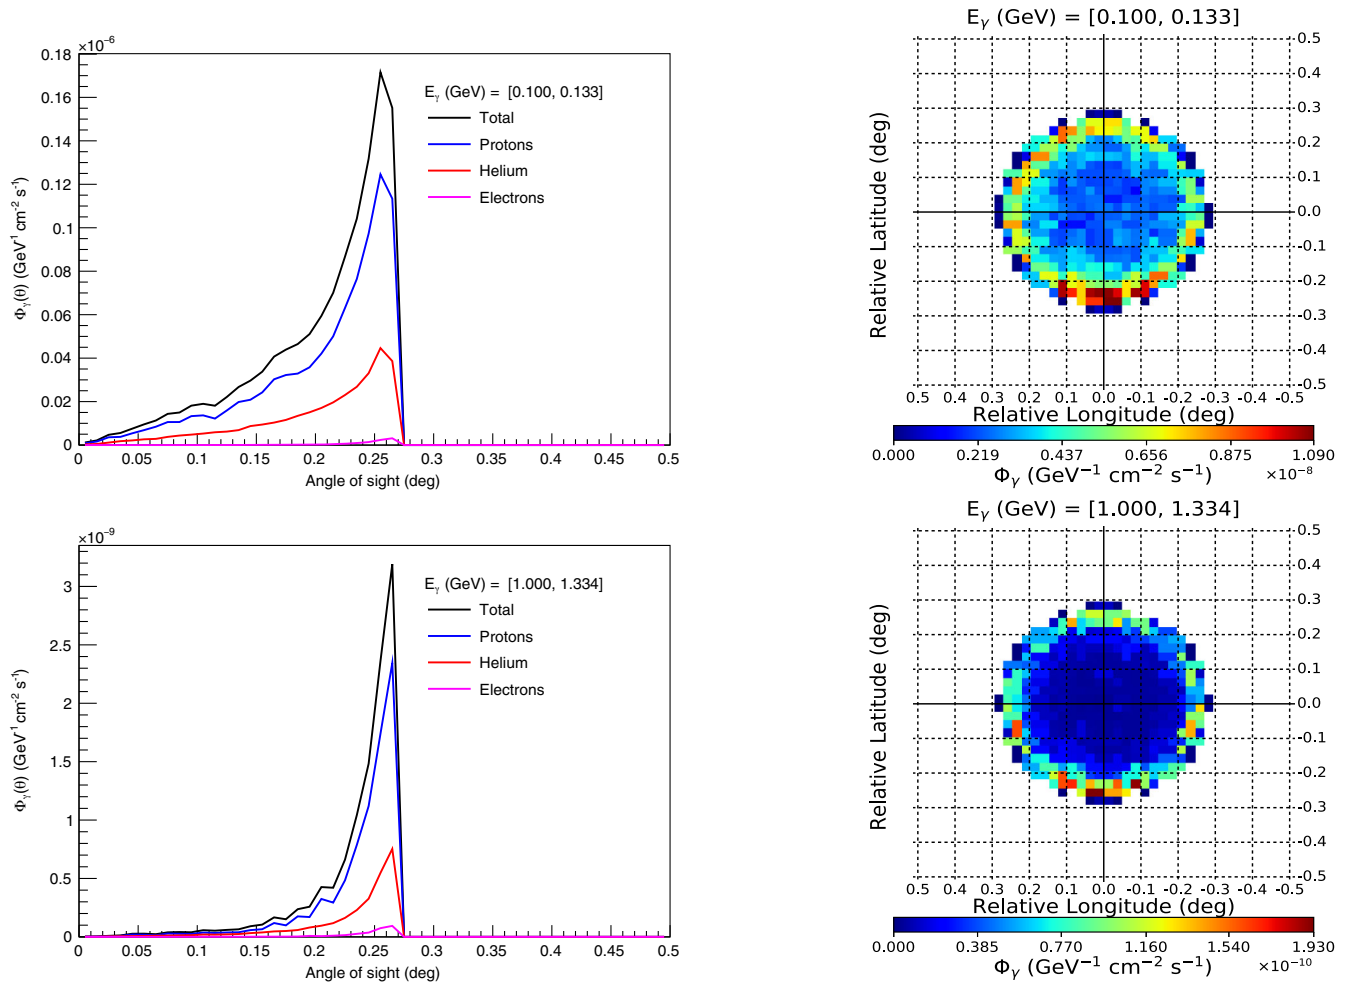 ×10⁻⁶
0.18
0.16
0.14
0.12
0.1
0.08
0.06
0.04
0.02
0
Φγ(θ) (GeV⁻¹ cm⁻² s⁻¹)
Eγ (GeV) = [0.100, 0.133]
Total
Protons
Helium
Electrons
0 0.05 0.1 0.15 0.2 0.25 0.3 0.35 0.4 0.45 0.5
Angle of sight (deg)
Eγ (GeV) = [0.100, 0.133]
0.5
0.4
0.3
0.2
0.1
0.0
-0.1
-0.2
-0.3
-0.4
-0.5
Relative Latitude (deg)
0.5 0.4 0.3 0.2 0.1 0.0 -0.1 -0.2 -0.3 -0.4 -0.5
Relative Longitude (deg)
0.000 0.219 0.437 0.656 0.875 1.090
Φγ (GeV⁻¹ cm⁻² s⁻¹) ×10⁻⁸
×10⁻⁹
3
2.5
2
1.5
1
0.5
0
Φγ(θ) (GeV⁻¹ cm⁻² s⁻¹)
Eγ (GeV) = [1.000, 1.334]
Total
Protons
Helium
Electrons
0 0.05 0.1 0.15 0.2 0.25 0.3 0.35 0.4 0.45 0.5
Angle of sight (deg)
Eγ (GeV) = [1.000, 1.334]
0.5
0.4
0.3
0.2
0.1
0.0
-0.1
-0.2
-0.3
-0.4
-0.5
Relative Latitude (deg)
0.5 0.4 0.3 0.2 0.1 0.0 -0.1 -0.2 -0.3 -0.4 -0.5
Relative Longitude (deg)
0.000 0.385 0.770 1.160 1.540 1.930
Φγ (GeV⁻¹ cm⁻² s⁻¹) ×10⁻¹⁰